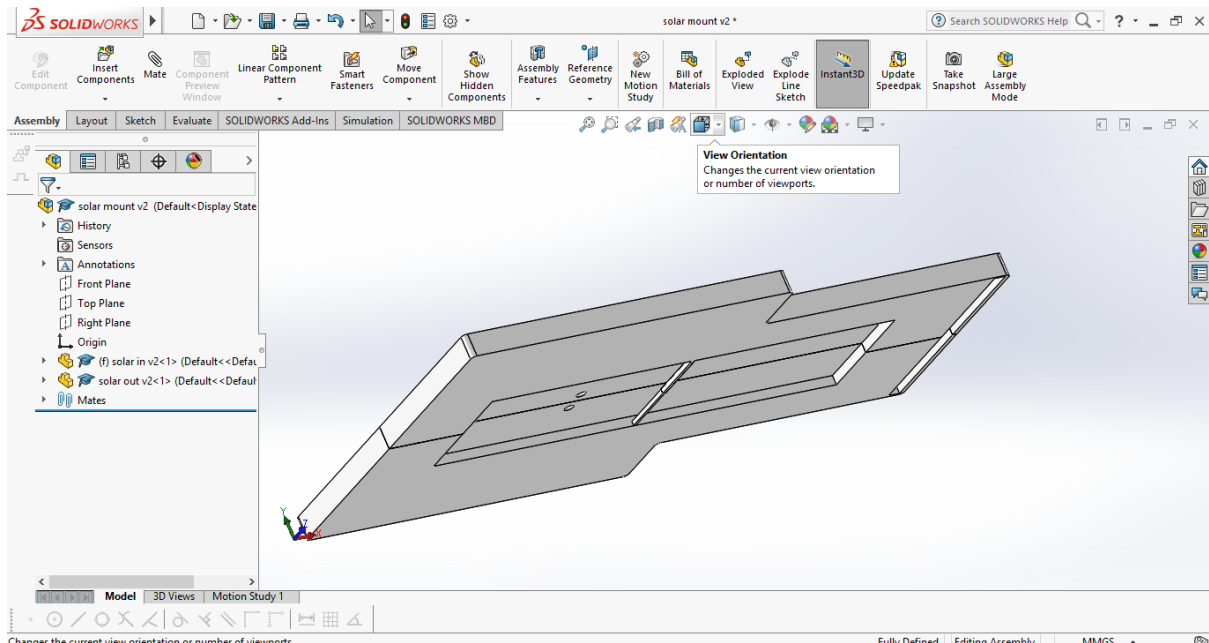 SOLIDWORKS
solar mount v2 *
Search SOLIDWORKS Help
?
Edit
Component
Insert
Components
Mate
Component
Preview
Window
Linear Component
Pattern
Smart
Fasteners
Move
Component
Show
Hidden
Components
Assembly
Features
Reference
Geometry
New
Motion
Study
Bill of
Materials
Exploded
View
Explode
Line
Sketch
Instant3D
Update
Speedpak
Take
Snapshot
Large
Assembly
Mode
Assembly
Layout
Sketch
Evaluate
SOLIDWORKS Add-Ins
Simulation
SOLIDWORKS MBD
View Orientation
Changes the current view orientation
or number of viewports.
solar mount v2 (Default<Display State
History
Sensors
Annotations
Front Plane
Top Plane
Right Plane
Origin
(f) solar in v2<1> (Default<<Defau
solar out v2<1> (Default<<Default
Mates
Y
Z
X
Model
3D Views
Motion Study 1
Changes the current view orientation or number of viewports.
Fully Defined
Editing Assembly
MMGS